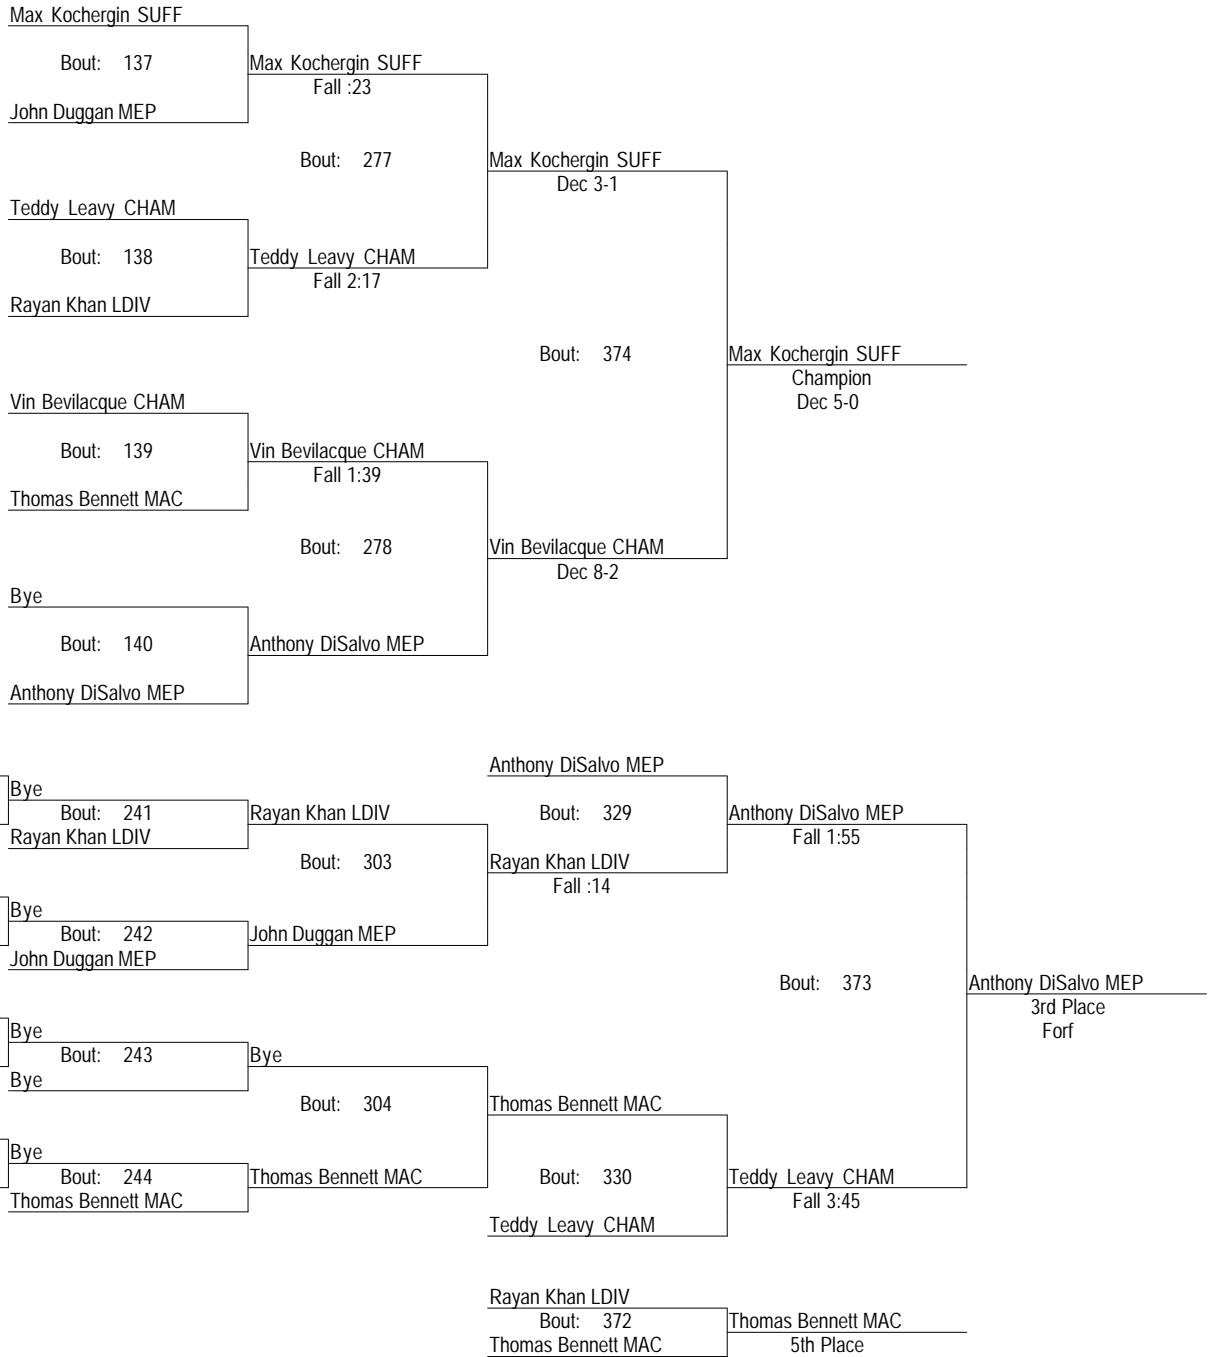 Max Kochergin SUFF
Bout: 137
Max Kochergin SUFF
Fall :23
John Duggan MEP
Bout: 277
Max Kochergin SUFF
Dec 3-1
Teddy Leavy CHAM
Bout: 138
Teddy Leavy CHAM
Fall 2:17
Rayan Khan LDIV
Bout: 374
Max Kochergin SUFF
Champion
Dec 5-0
Vin Bevilacque CHAM
Bout: 139
Vin Bevilacque CHAM
Fall 1:39
Thomas Bennett MAC
Bout: 278
Vin Bevilacque CHAM
Dec 8-2
Bye
Bout: 140
Anthony DiSalvo MEP
Anthony DiSalvo MEP
Anthony DiSalvo MEP
Bye
Bout: 241
Rayan Khan LDIV
Bout: 329
Anthony DiSalvo MEP
Fall 1:55
Rayan Khan LDIV
Bout: 303
Rayan Khan LDIV
Fall :14
Bye
Bout: 242
John Duggan MEP
John Duggan MEP
Bout: 373
Anthony DiSalvo MEP
3rd Place
Forf
Bye
Bout: 243
Bye
Bye
Bout: 304
Thomas Bennett MAC
Bye
Bout: 244
Thomas Bennett MAC
Bout: 330
Teddy Leavy CHAM
Fall 3:45
Thomas Bennett MAC
Teddy Leavy CHAM
Rayan Khan LDIV
Bout: 372
Thomas Bennett MAC
Thomas Bennett MAC
5th Place